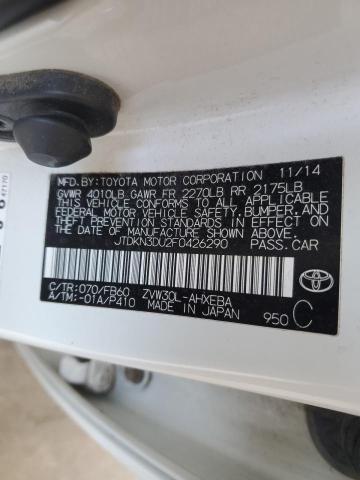 MFD.BY:TOYOTA MOTOR CORPORATION 11/14
GVWR 4010LB GAWR FR 2270LB RR 2175LB
THIS VEHICLE CONFORMS TO ALL APPLICABLE
FEDERAL MOTOR VEHICLE SAFETY, BUMPER, AND
THEFT PREVENTION STANDARDS IN EFFECT ON
THE DATE OF MANUFACTURE SHOWN ABOVE.
JTDKN3DU2F0426290 PASS.CAR
C/TR:070/FB60 ZVW30L-AHXEBA
A/TM:-01A/P410 MADE IN JAPAN 950 C
TOYOTA